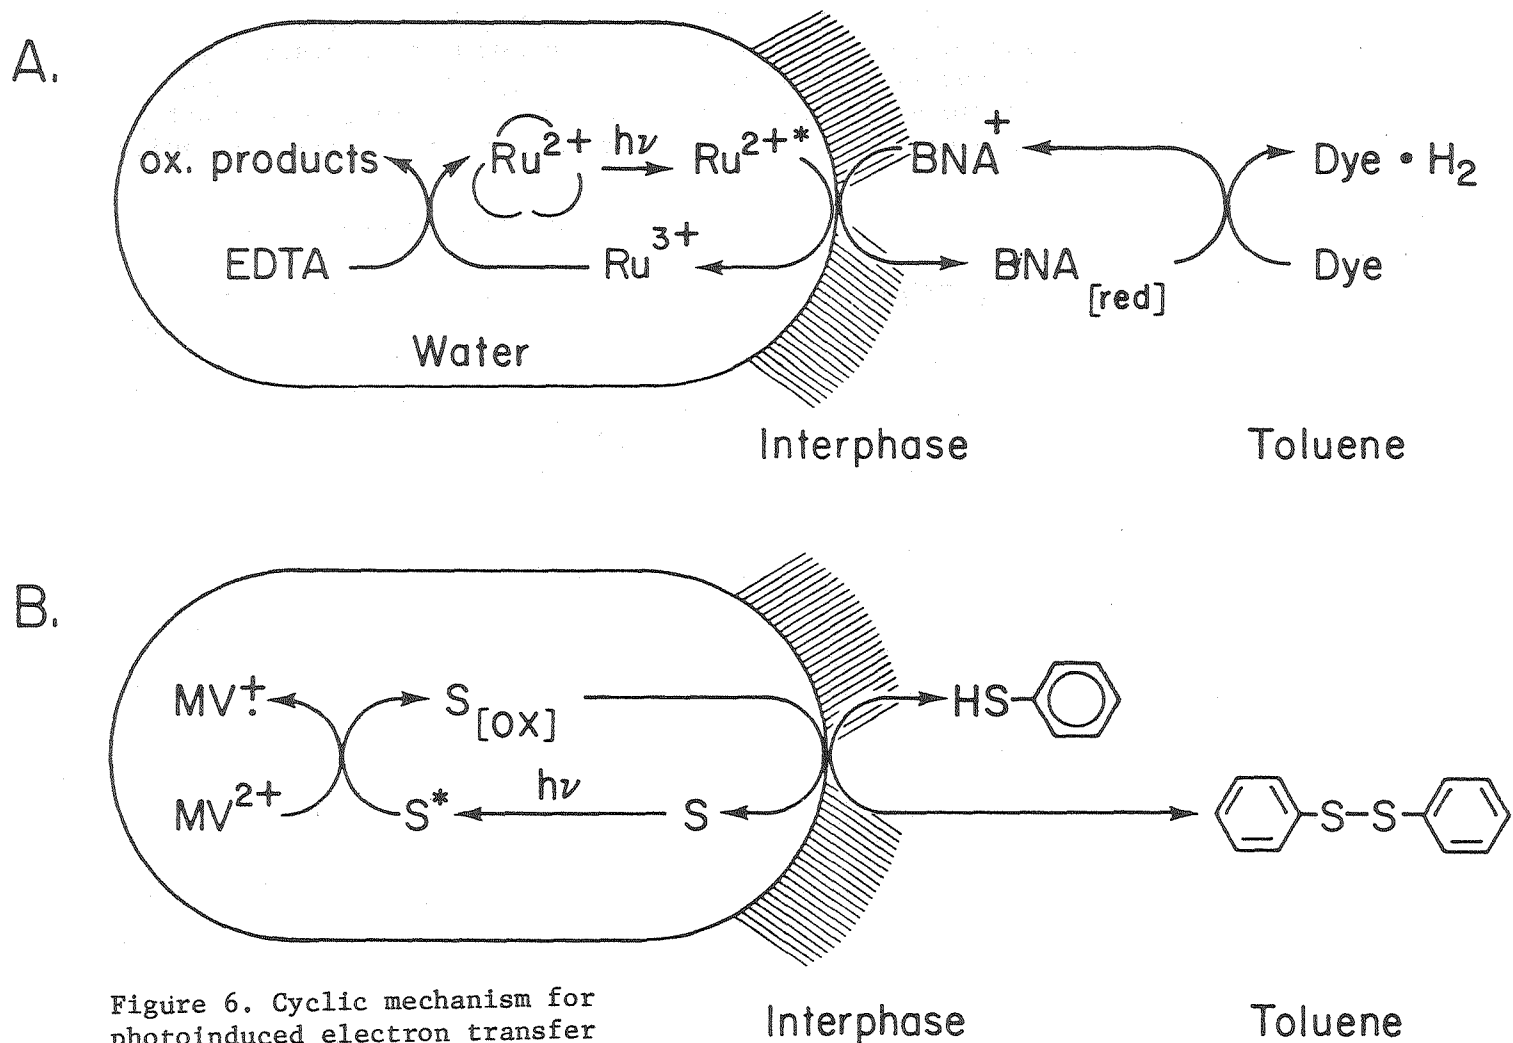 A.
ox. products Ru2+ hν Ru2+* BNA+ Dye • H2
EDTA Ru3+ BNA [red] Dye
Water
Interphase Toluene
B.
MV+. S[OX] HS
MV2+ S* hν S S–S
Figure 6. Cyclic mechanism for
photoinduced electron transfer
Interphase Toluene